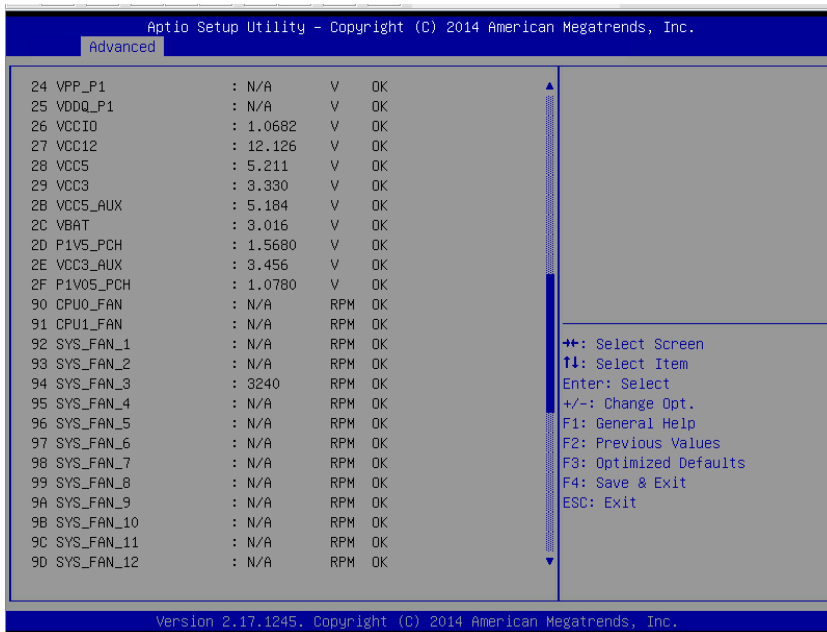 Aptio Setup Utility – Copyright (C) 2014 American Megatrends, Inc.
Advanced
24 VPP_P1 : N/A V OK
25 VDDQ_P1 : N/A V OK
26 VCCIO : 1.0682 V OK
27 VCC12 : 12.126 V OK
28 VCC5 : 5.211 V OK
29 VCC3 : 3.330 V OK
2B VCC5_AUX : 5.184 V OK
2C VBAT : 3.016 V OK
2D P1V5_PCH : 1.5680 V OK
2E VCC3_AUX : 3.456 V OK
2F P1V05_PCH : 1.0780 V OK
90 CPU0_FAN : N/A RPM OK
91 CPU1_FAN : N/A RPM OK
92 SYS_FAN_1 : N/A RPM OK
93 SYS_FAN_2 : N/A RPM OK
94 SYS_FAN_3 : 3240 RPM OK
95 SYS_FAN_4 : N/A RPM OK
96 SYS_FAN_5 : N/A RPM OK
97 SYS_FAN_6 : N/A RPM OK
98 SYS_FAN_7 : N/A RPM OK
99 SYS_FAN_8 : N/A RPM OK
9A SYS_FAN_9 : N/A RPM OK
9B SYS_FAN_10 : N/A RPM OK
9C SYS_FAN_11 : N/A RPM OK
9D SYS_FAN_12 : N/A RPM OK
→←: Select Screen
↑↓: Select Item
Enter: Select
+/-: Change Opt.
F1: General Help
F2: Previous Values
F3: Optimized Defaults
F4: Save & Exit
ESC: Exit
Version 2.17.1245. Copyright (C) 2014 American Megatrends, Inc.